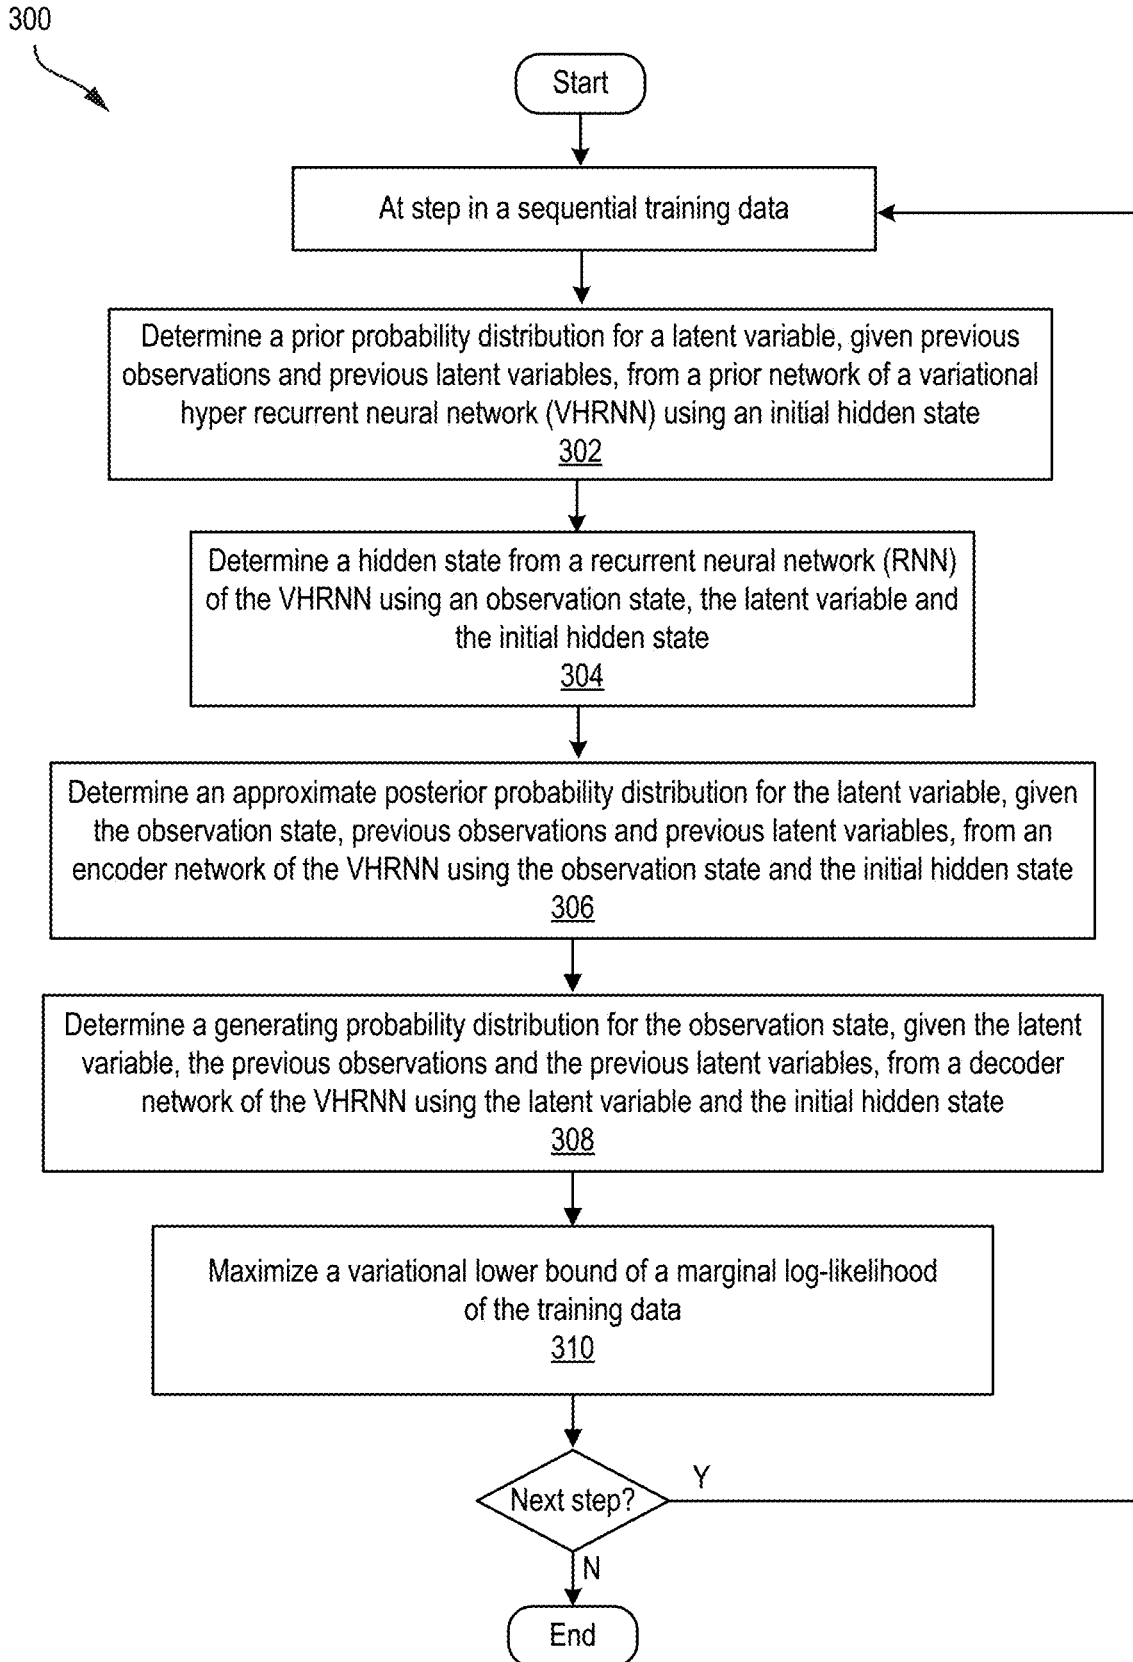 300
Start
At step in a sequential training data
Determine a prior probability distribution for a latent variable, given previous
observations and previous latent variables, from a prior network of a variational
hyper recurrent neural network (VHRNN) using an initial hidden state
302
Determine a hidden state from a recurrent neural network (RNN)
of the VHRNN using an observation state, the latent variable and
the initial hidden state
304
Determine an approximate posterior probability distribution for the latent variable, given
the observation state, previous observations and previous latent variables, from an
encoder network of the VHRNN using the observation state and the initial hidden state
306
Determine a generating probability distribution for the observation state, given the latent
variable, the previous observations and the previous latent variables, from a decoder
network of the VHRNN using the latent variable and the initial hidden state
308
Maximize a variational lower bound of a marginal log-likelihood
of the training data
310
Next step?
Y
N
End